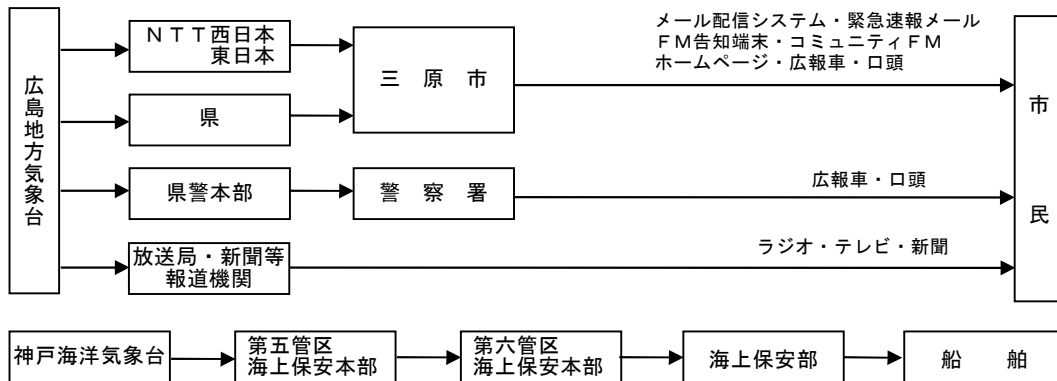 広島地方気象台
ＮＴＴ西日本
東日本
県
県警本部
放送局・新聞等
報道機関
三　原　市
警　察　署
メール配信システム・緊急速報メール
ＦＭ告知端末・コミュニティＦＭ
ホームページ・広報車・口頭
広報車・口頭
ラジオ・テレビ・新聞
市　民
神戸海洋気象台
第五管区
海上保安本部
第六管区
海上保安本部
海上保安部
船　舶